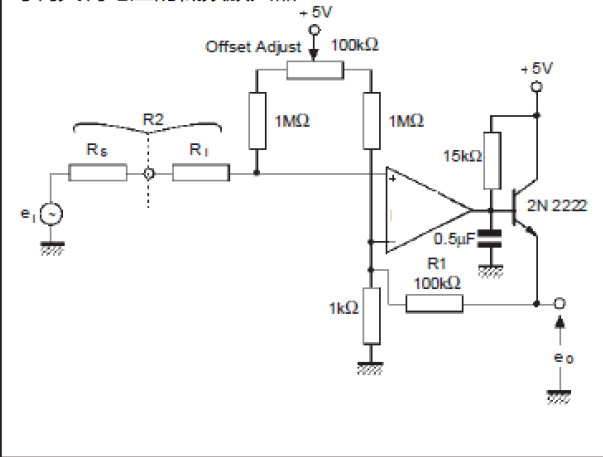 + 5V
Offset Adjust
100kΩ
+ 5V
R2
1MΩ
1MΩ
Rs
RI
15kΩ
+
eI
~
2N 2222
−
0.5μF
R1
100kΩ
1kΩ
eo